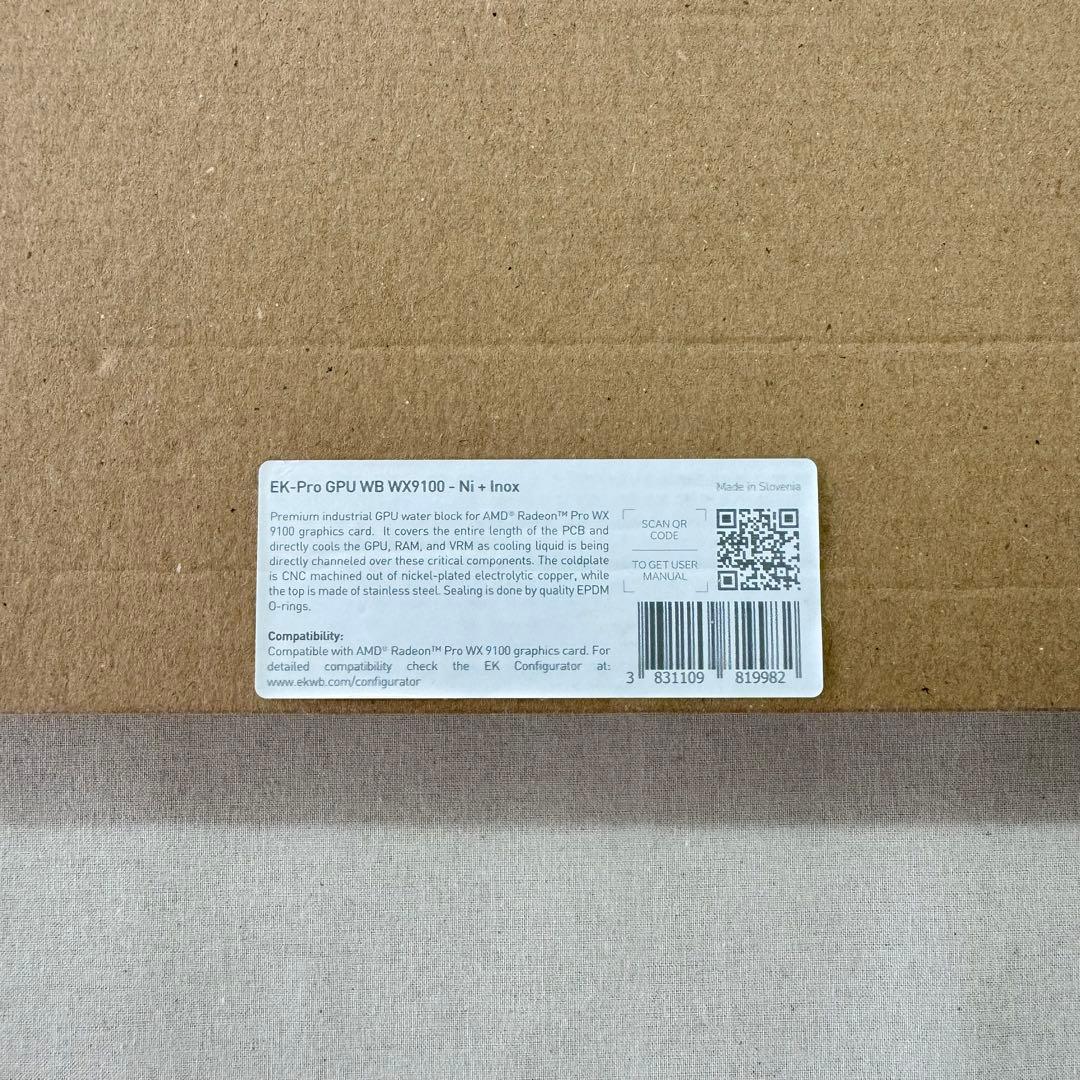 EK-Pro GPU WB WX9100 - Ni + Inox
Made in Slovenia
Premium industrial GPU water block for AMD® Radeon™ Pro WX
9100 graphics card. It covers the entire length of the PCB and
directly cools the GPU, RAM, and VRM as cooling liquid is being
directly channeled over these critical components. The coldplate
is CNC machined out of nickel-plated electrolytic copper, while
the top is made of stainless steel. Sealing is done by quality EPDM
O-rings.
Compatibility:
Compatible with AMD® Radeon™ Pro WX 9100 graphics card. For
detailed compatibility check the EK Configurator at:
www.ekwb.com/configurator
SCAN QR
CODE
TO GET USER
MANUAL
3 831109 819982